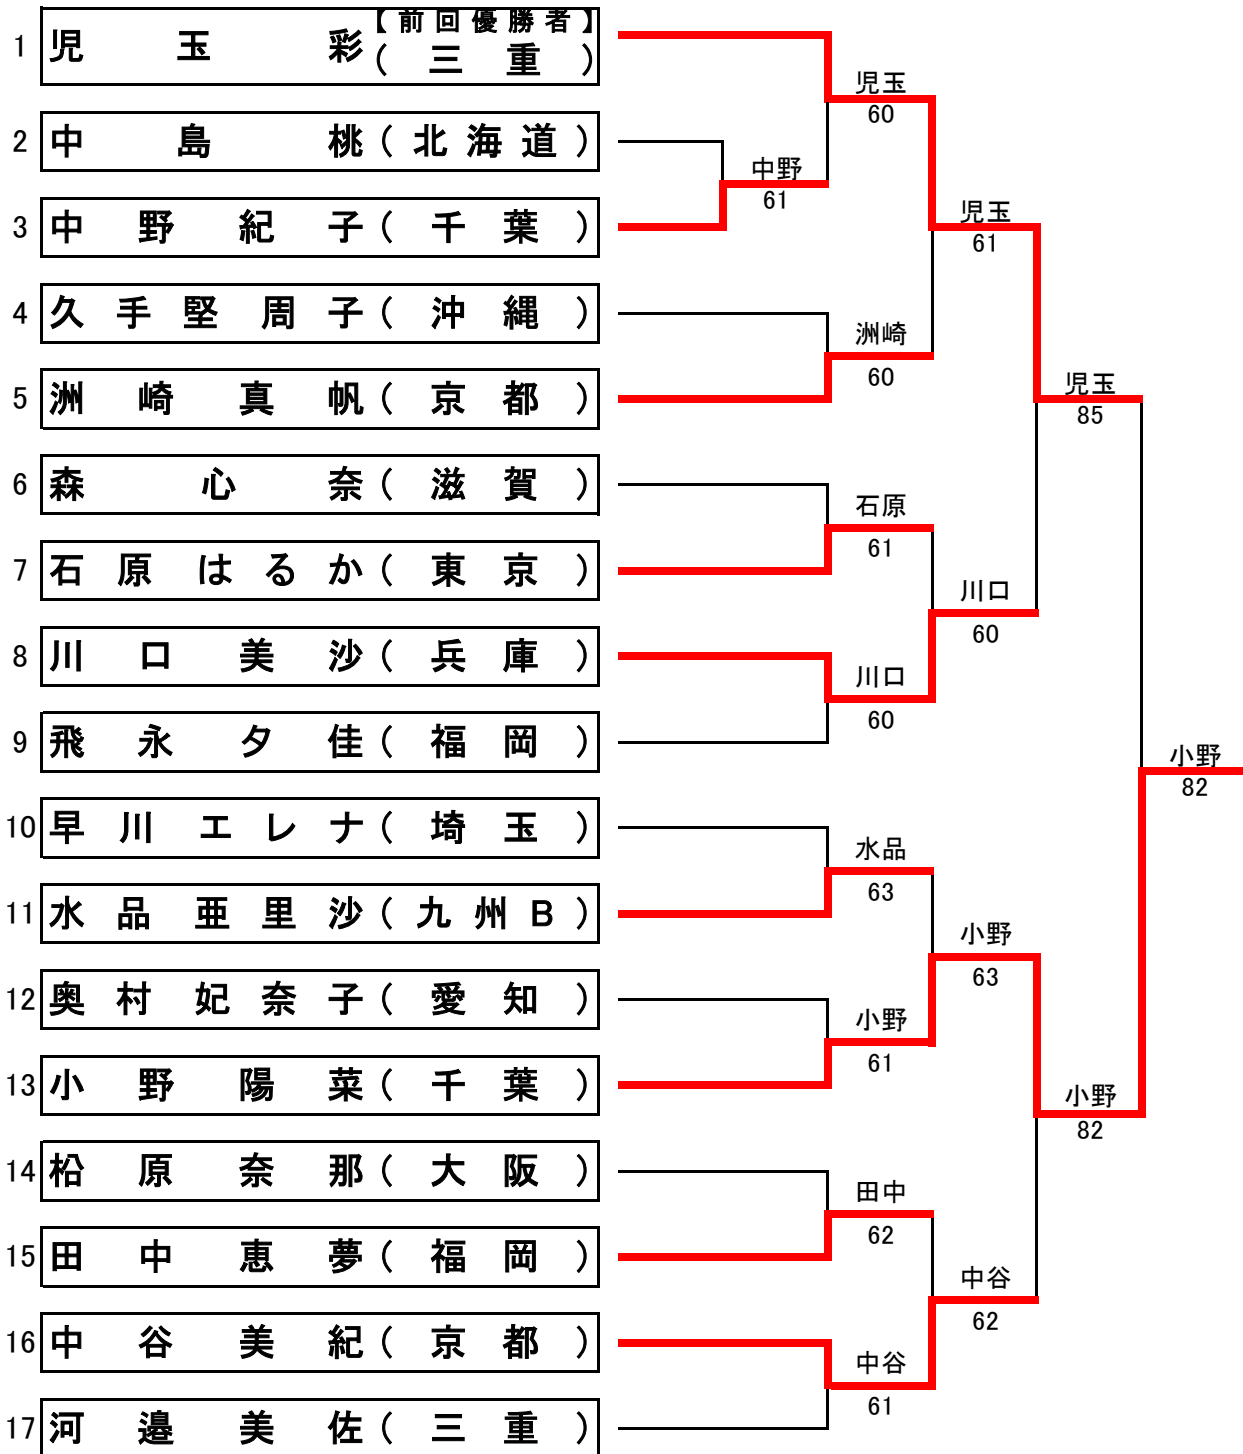 【前回優勝者】
1 児玉彩(三重)
児玉
60
2 中島桃(北海道)
中野
61
3 中野紀子(千葉)
児玉
61
4 久手堅周子(沖縄)
洲崎
60
5 洲崎真帆(京都)
児玉
85
6 森心奈(滋賀)
石原
61
7 石原はるか(東京)
川口
60
8 川口美沙(兵庫)
川口
60
9 飛永夕佳(福岡)
小野
82
10 早川エレナ(埼玉)
水品
63
11 水品亜里沙(九州B)
小野
63
12 奥村妃奈子(愛知)
小野
61
13 小野陽菜(千葉)
小野
82
14 松原奈那(大阪)
田中
62
15 田中恵夢(福岡)
中谷
62
16 中谷美紀(京都)
中谷
61
17 河邉美佐(三重)